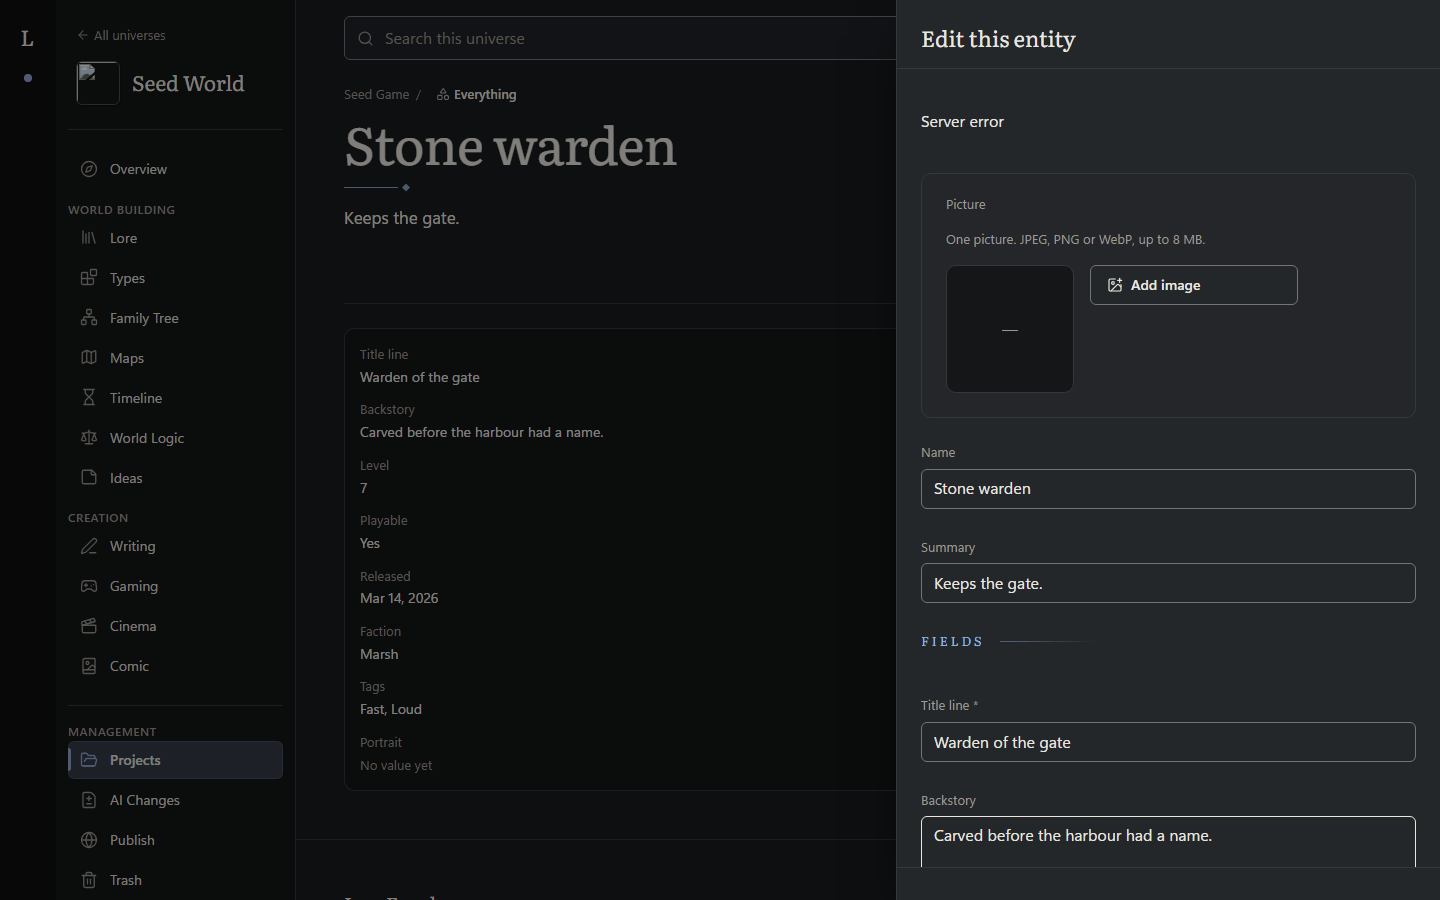 L
All universes
Seed World
Overview
WORLD BUILDING
Lore
Types
Family Tree
Maps
Timeline
World Logic
Ideas
CREATION
Writing
Gaming
Cinema
Comic
MANAGEMENT
Projects
AI Changes
Publish
Trash
Search this universe
Seed Game / Everything
Stone warden
Keeps the gate.
Title line
Warden of the gate
Backstory
Carved before the harbour had a name.
Level
7
Playable
Yes
Released
Mar 14, 2026
Faction
Marsh
Tags
Fast, Loud
Portrait
No value yet
Edit this entity
Server error
Picture
One picture. JPEG, PNG or WebP, up to 8 MB.
—
Add image
Name
Stone warden
Summary
Keeps the gate.
FIELDS
Title line *
Warden of the gate
Backstory
Carved before the harbour had a name.